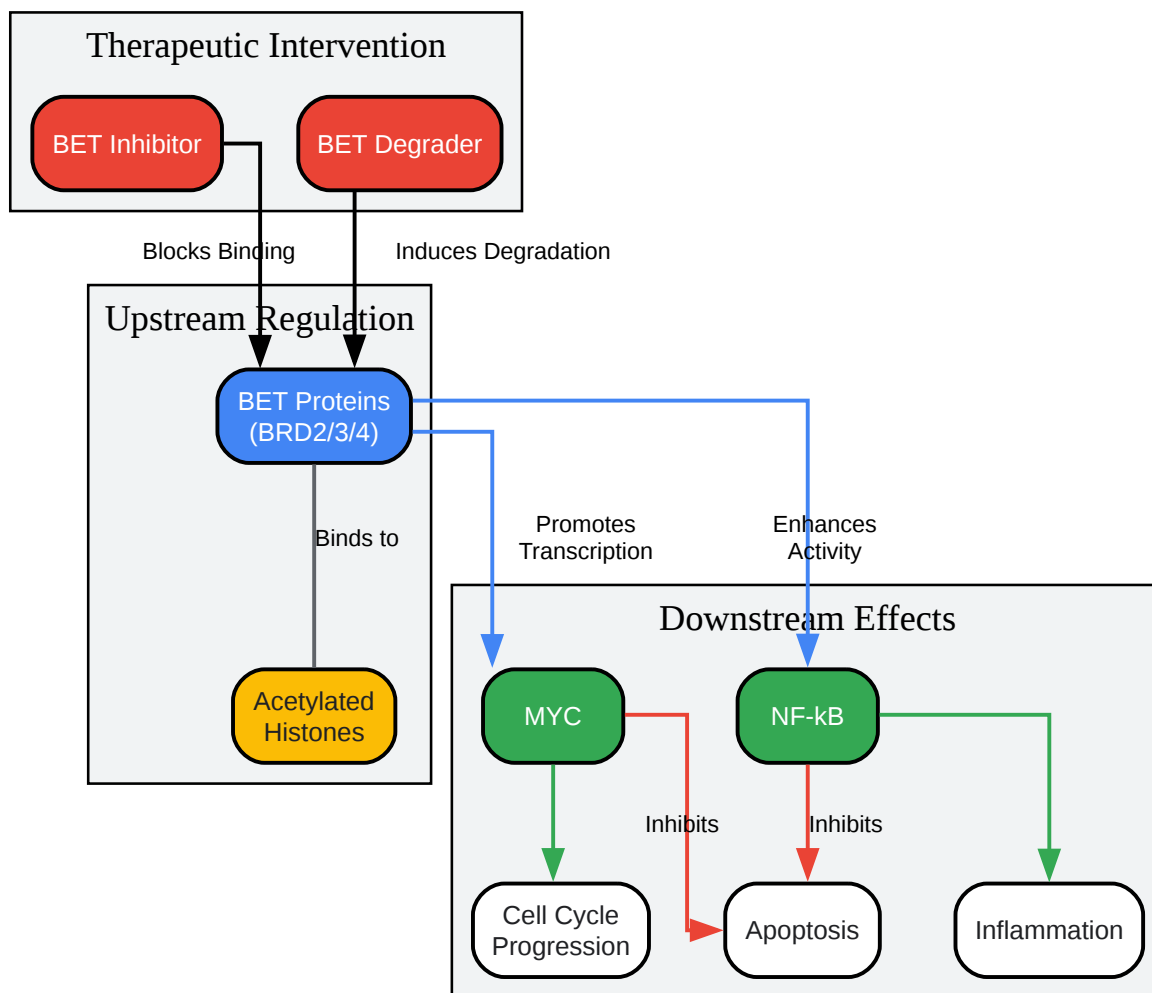 Therapeutic Intervention
BET Inhibitor
BET Degrader
Blocks Binding
Induces Degradation
Upstream Regulation
BET Proteins
(BRD2/3/4)
Binds to
Promotes
Transcription
Enhances
Activity
Downstream Effects
Acetylated
Histones
MYC
NF-kB
Inhibits
Inhibits
Cell Cycle
Progression
Apoptosis
Inflammation